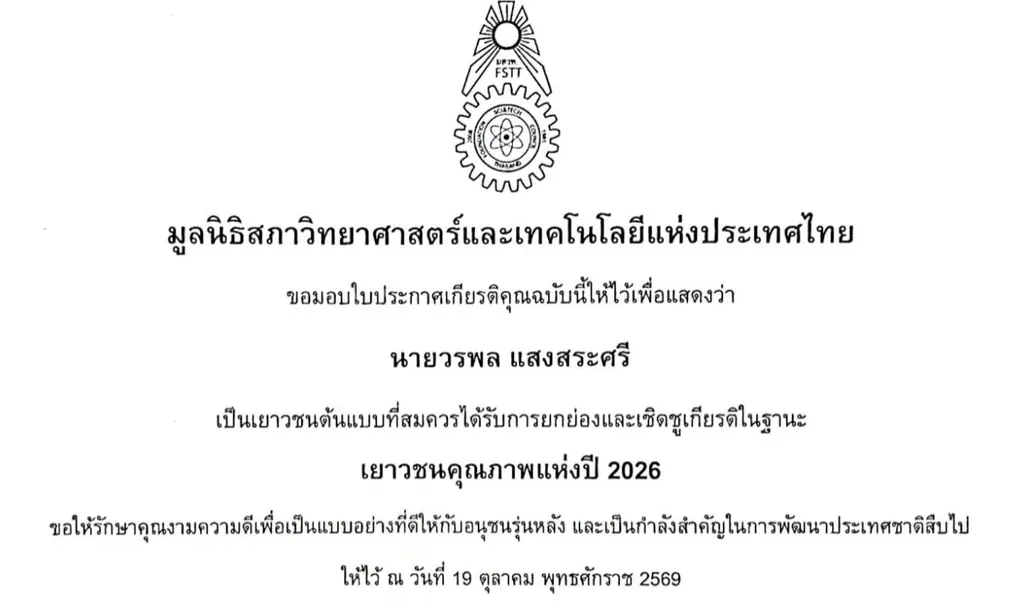 มสวท
FSTT
SCI&TECH
FOUNDATION
COUNCIL
THAILAND
มูลนิธิสภาวิทยาศาสตร์และเทคโนโลยีแห่งประเทศไทย
ขอมอบใบประกาศเกียรติคุณฉบับนี้ให้ไว้เพื่อแสดงว่า
นายวรพล แสงสระศรี
เป็นเยาวชนต้นแบบที่สมควรได้รับการยกย่องและเชิดชูเกียรติในฐานะ
เยาวชนคุณภาพแห่งปี 2026
ขอให้รักษาคุณงามความดีเพื่อเป็นแบบอย่างที่ดีให้กับอนุชนรุ่นหลัง และเป็นกำลังสำคัญในการพัฒนาประเทศชาติสืบไป
ให้ไว้ ณ วันที่ 19 ตุลาคม พุทธศักราช 2569